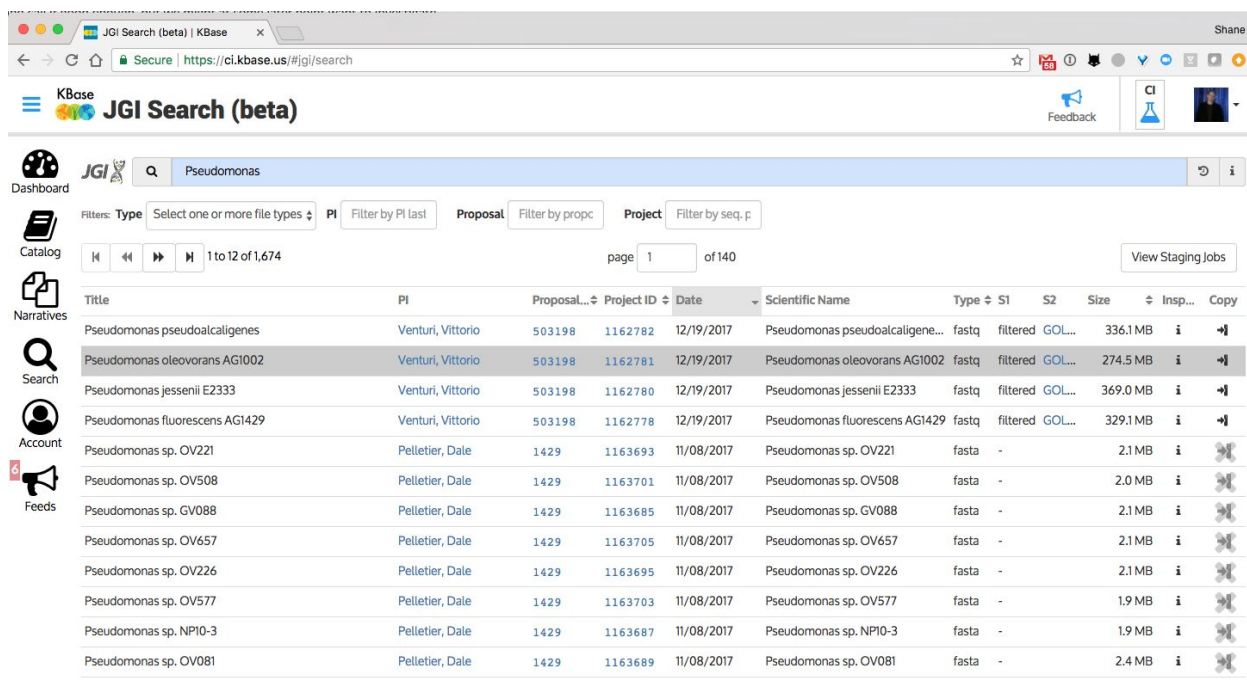 JGI Search (beta) | KBase
Shane
Secure | https://ci.kbase.us/#jgi/search
58
KBase
JGI Search (beta)
Feedback
CI
Dashboard
Catalog
Narratives
Search
Account
6
Feeds
JGI Pseudomonas i
Filters: Type Select one or more file types PI Filter by PI last Proposal Filter by propc Project Filter by seq. p
1 to 12 of 1,674 page 1 of 140 View Staging Jobs
Title PI Proposal... Project ID Date Scientific Name Type S1 S2 Size Insp... Copy
Pseudomonas pseudoalcaligenes Venturi, Vittorio 503198 1162782 12/19/2017 Pseudomonas pseudoalcaligene... fastq filtered GOL... 336.1 MB i
Pseudomonas oleovorans AG1002 Venturi, Vittorio 503198 1162781 12/19/2017 Pseudomonas oleovorans AG1002 fastq filtered GOL... 274.5 MB i
Pseudomonas jessenii E2333 Venturi, Vittorio 503198 1162780 12/19/2017 Pseudomonas jessenii E2333 fastq filtered GOL... 369.0 MB i
Pseudomonas fluorescens AG1429 Venturi, Vittorio 503198 1162778 12/19/2017 Pseudomonas fluorescens AG1429 fastq filtered GOL... 329.1 MB i
Pseudomonas sp. OV221 Pelletier, Dale 1429 1163693 11/08/2017 Pseudomonas sp. OV221 fasta - 2.1 MB i
Pseudomonas sp. OV508 Pelletier, Dale 1429 1163701 11/08/2017 Pseudomonas sp. OV508 fasta - 2.0 MB i
Pseudomonas sp. GV088 Pelletier, Dale 1429 1163685 11/08/2017 Pseudomonas sp. GV088 fasta - 2.1 MB i
Pseudomonas sp. OV657 Pelletier, Dale 1429 1163705 11/08/2017 Pseudomonas sp. OV657 fasta - 2.1 MB i
Pseudomonas sp. OV226 Pelletier, Dale 1429 1163695 11/08/2017 Pseudomonas sp. OV226 fasta - 2.1 MB i
Pseudomonas sp. OV577 Pelletier, Dale 1429 1163703 11/08/2017 Pseudomonas sp. OV577 fasta - 1.9 MB i
Pseudomonas sp. NP10-3 Pelletier, Dale 1429 1163687 11/08/2017 Pseudomonas sp. NP10-3 fasta - 1.9 MB i
Pseudomonas sp. OV081 Pelletier, Dale 1429 1163689 11/08/2017 Pseudomonas sp. OV081 fasta - 2.4 MB i